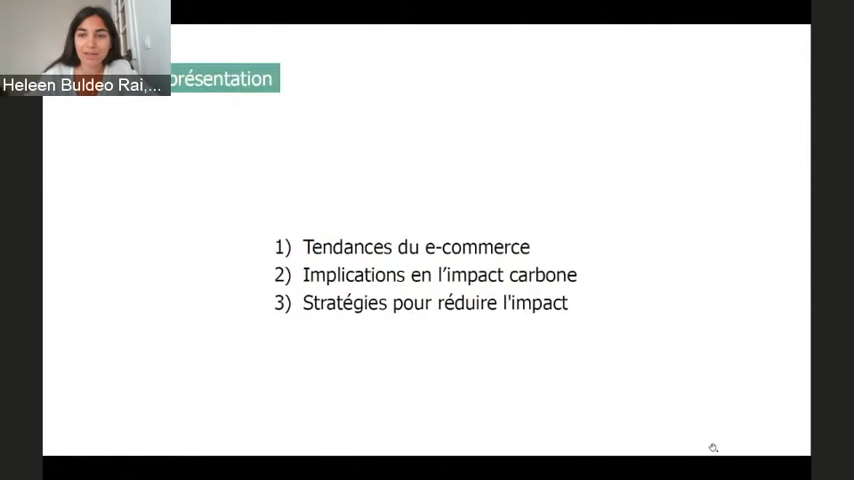 présentation
Heleen Buldeo Rai,...
1) Tendances du e-commerce
2) Implications en l’impact carbone
3) Stratégies pour réduire l'impact